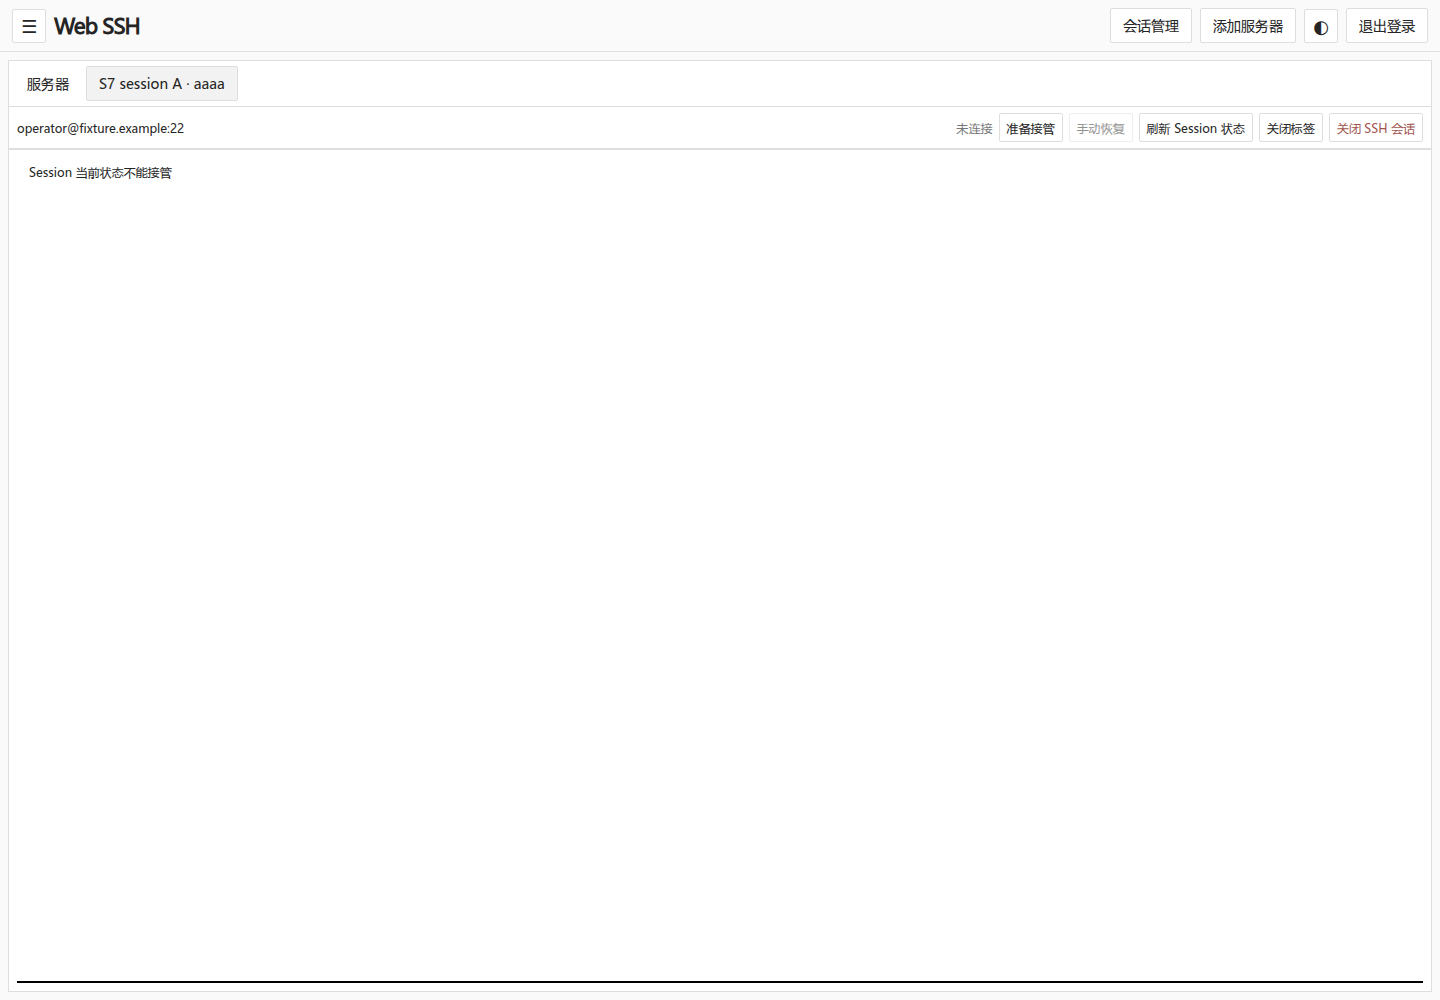 ☰ Web SSH 会话管理 添加服务器 ◐ 退出登录
服务器 S7 session A · aaaa
operator@fixture.example:22 未连接 准备接管 手动恢复 刷新 Session 状态 关闭标签 关闭 SSH 会话
Session 当前状态不能接管